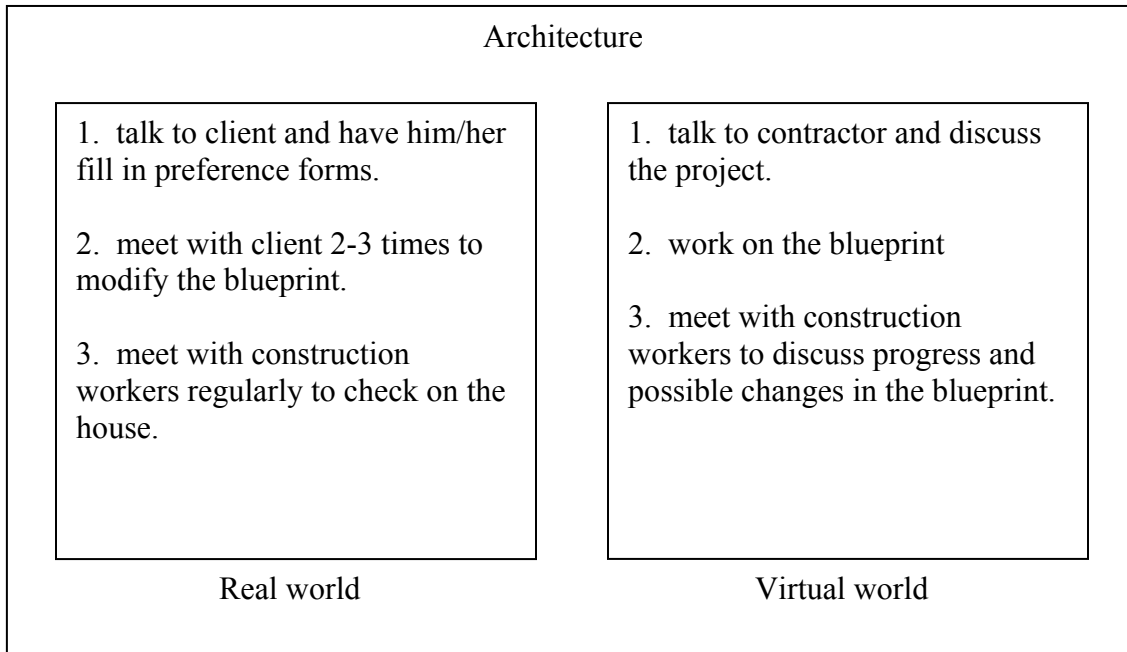 Architecture
1.  talk to client and have him/her
fill in preference forms.
2.  meet with client 2-3 times to
modify the blueprint.
3.  meet with construction
workers regularly to check on the
house.
Real world
1.  talk to contractor and discuss
the project.
2.  work on the blueprint
3.  meet with construction
workers to discuss progress and
possible changes in the blueprint.
Virtual world